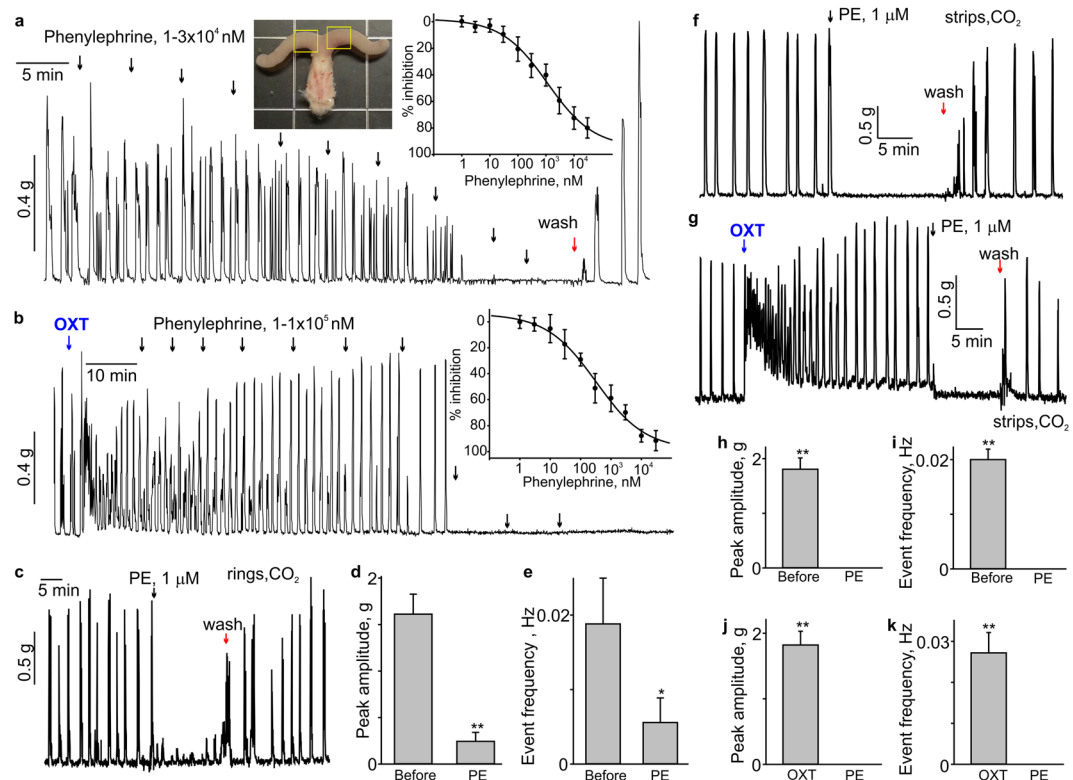 a
Phenylephrine, 1-3x10⁴ nM
5 min
0.4 g
wash
% inhibition
0
20
40
60
80
100
1
10
100
10³
10⁴
Phenylephrine, nM
b
OXT
Phenylephrine, 1-1x10⁵ nM
10 min
0.4 g
% inhibition
0
20
40
60
80
100
1
10
100
10³
10⁴
Phenylephrine, nM
c
5 min
PE, 1 µM
rings,CO₂
wash
0.5 g
d
Peak amplitude, g
2
0
**
Before
PE
e
Event frequency , Hz
0.02
0
*
Before
PE
f
PE, 1 µM
strips,CO₂
wash
0.5 g
5 min
g
OXT
PE, 1 µM
wash
0.5 g
5 min
strips,CO₂
h
Peak amplitude, g
2
0
**
Before
PE
i
Event frequency, Hz
0.02
0
**
Before
PE
j
Peak amplitude, g
2
0
**
OXT
PE
k
Event frequency, Hz
0.03
0
**
OXT
PE